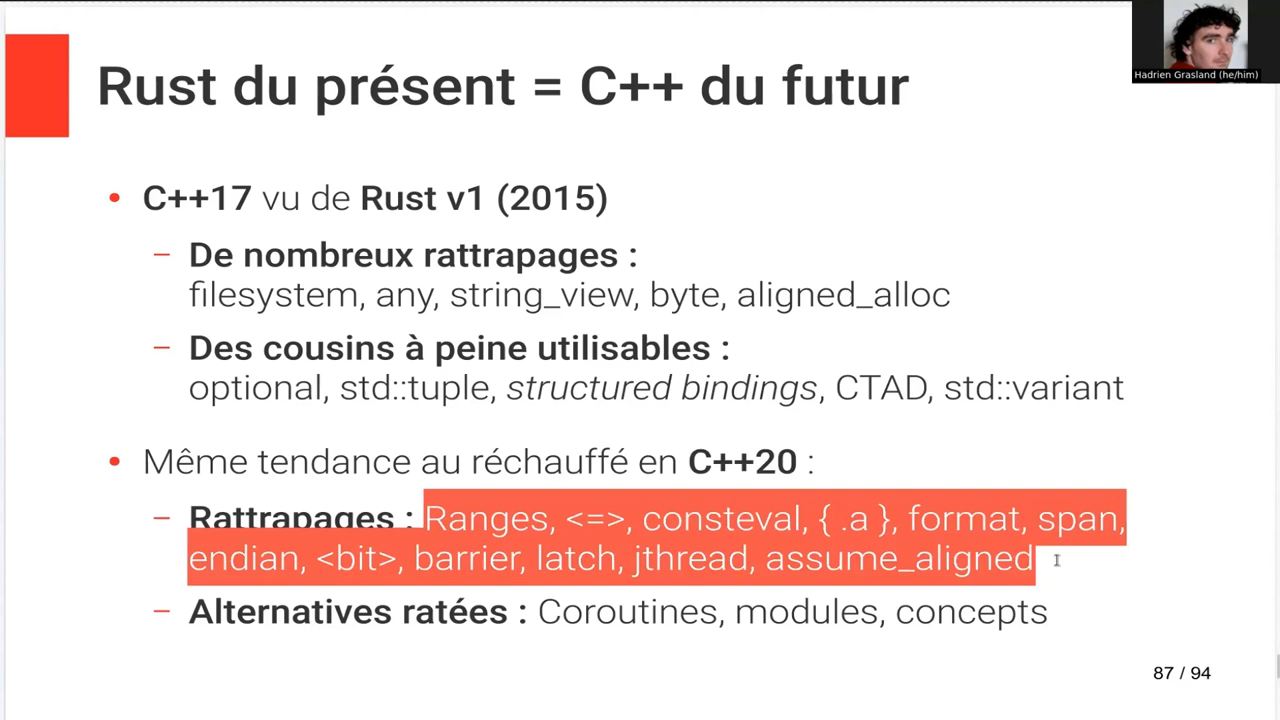 Hadrien Grasland (he/him)
Rust du présent = C++ du futur
• C++17 vu de Rust v1 (2015)
– De nombreux rattrapages :
filesystem, any, string_view, byte, aligned_alloc
– Des cousins à peine utilisables :
optional, std::tuple, structured bindings, CTAD, std::variant
• Même tendance au réchauffé en C++20 :
– Rattrapages : Ranges, <=>, consteval, { .a }, format, span,
endian, <bit>, barrier, latch, jthread, assume_aligned
– Alternatives ratées : Coroutines, modules, concepts
87 / 94